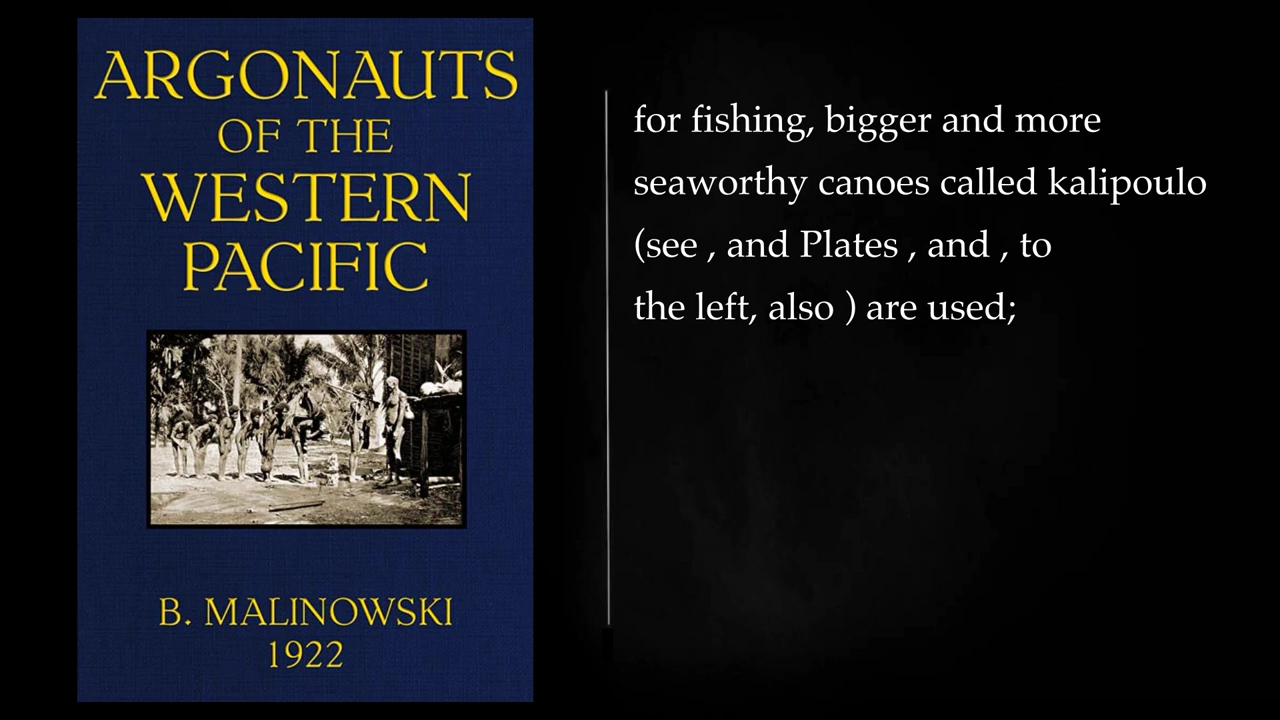 ARGONAUTS
OF THE
WESTERN
PACIFIC
B. MALINOWSKI
1922
for fishing, bigger and more
seaworthy canoes called kalipoulo
(see , and Plates , and , to
the left, also ) are used;